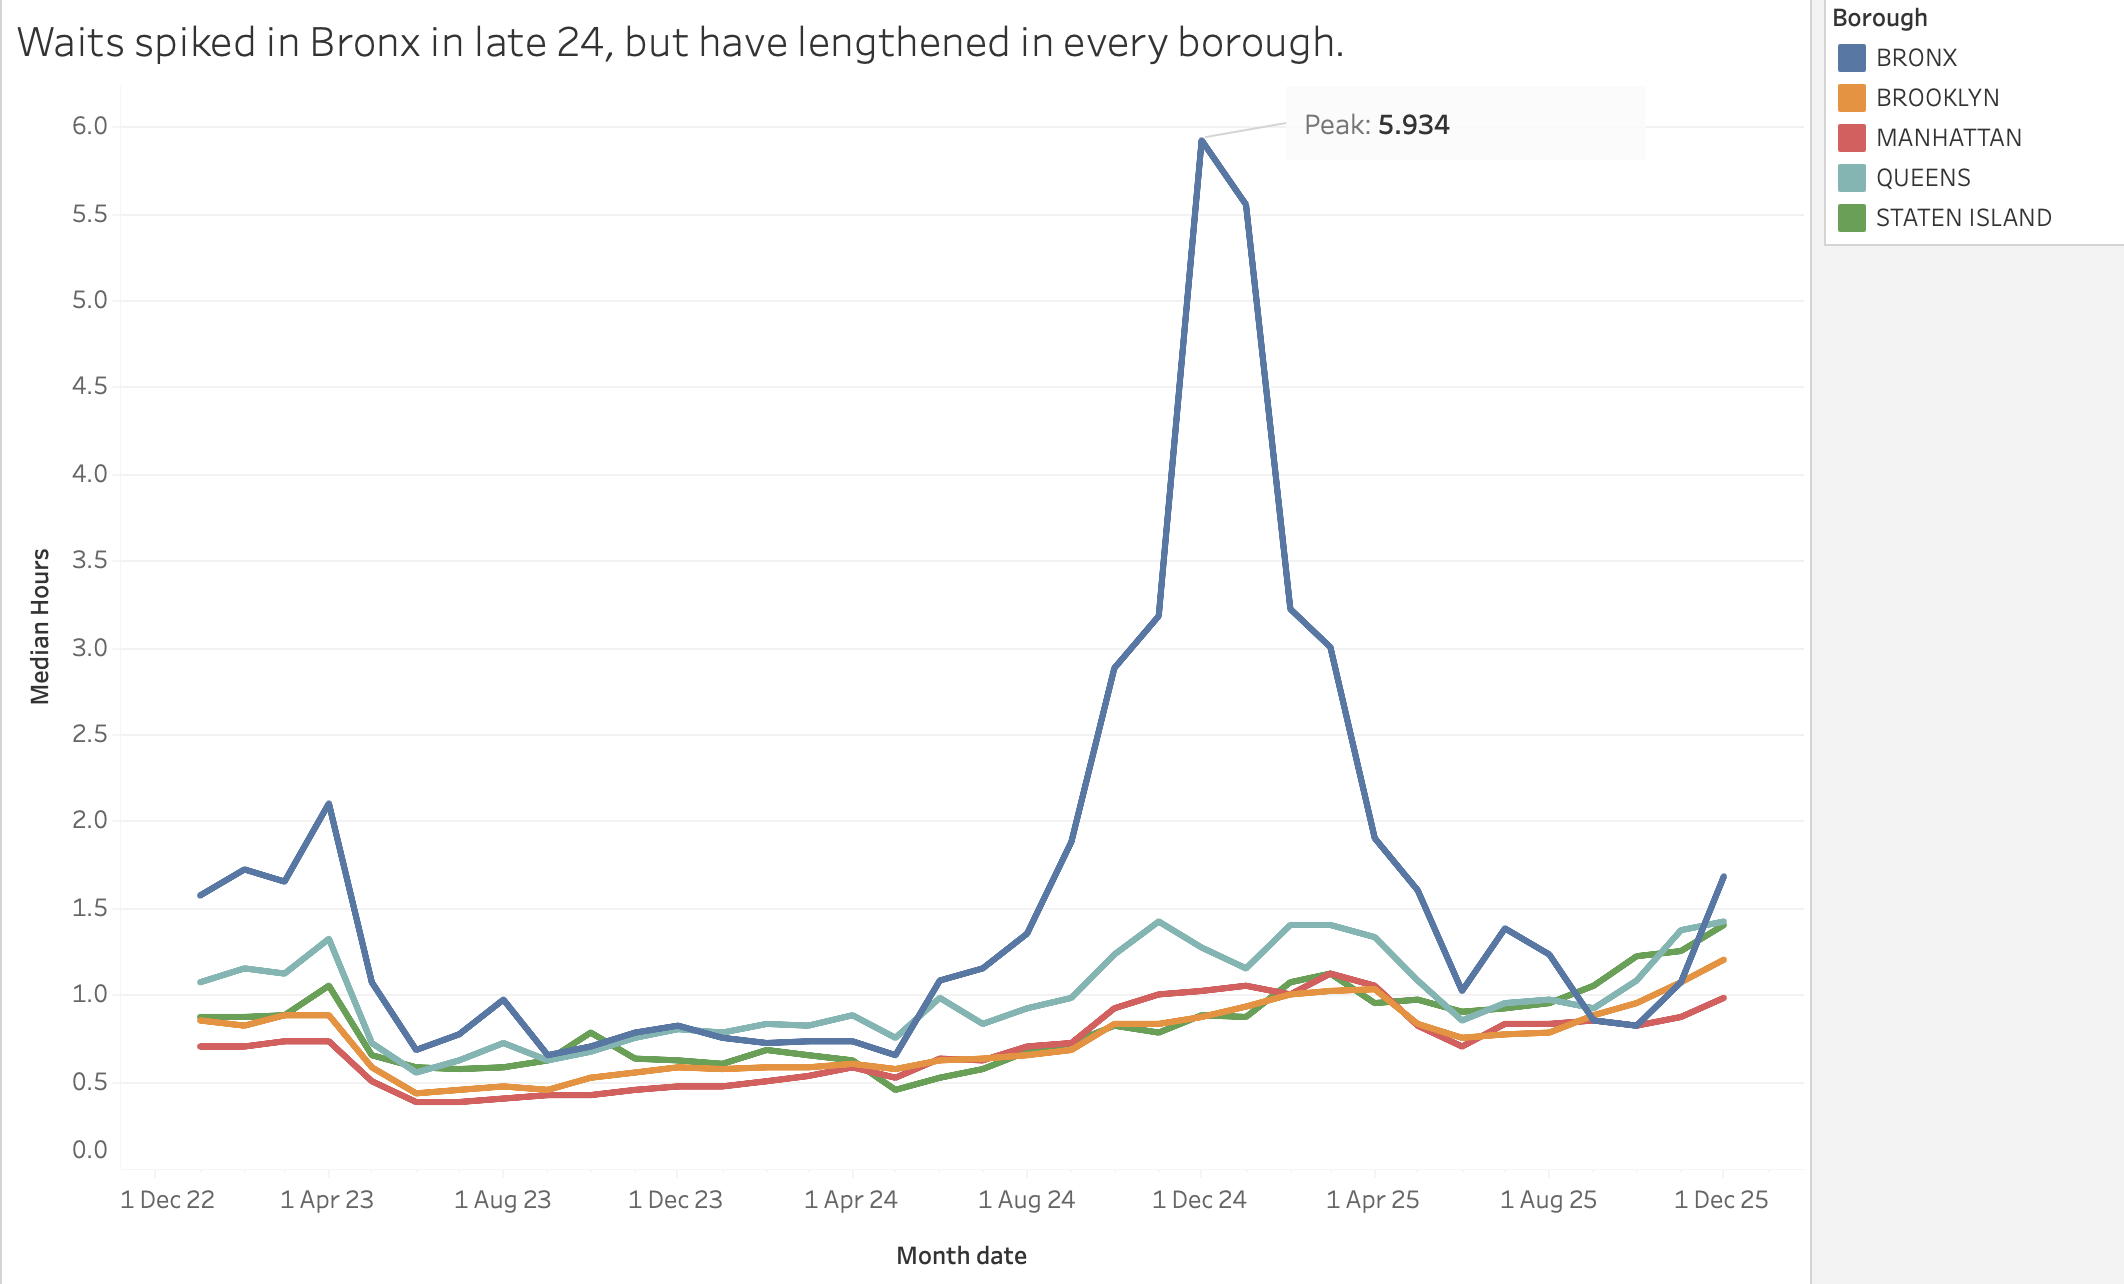 Waits spiked in Bronx in late 24, but have lengthened in every borough.
Borough
BRONX
BROOKLYN
MANHATTAN
QUEENS
STATEN ISLAND
Peak: 5.934
Median Hours
6.0
5.5
5.0
4.5
4.0
3.5
3.0
2.5
2.0
1.5
1.0
0.5
0.0
1 Dec 22
1 Apr 23
1 Aug 23
1 Dec 23
1 Apr 24
1 Aug 24
1 Dec 24
1 Apr 25
1 Aug 25
1 Dec 25
Month date